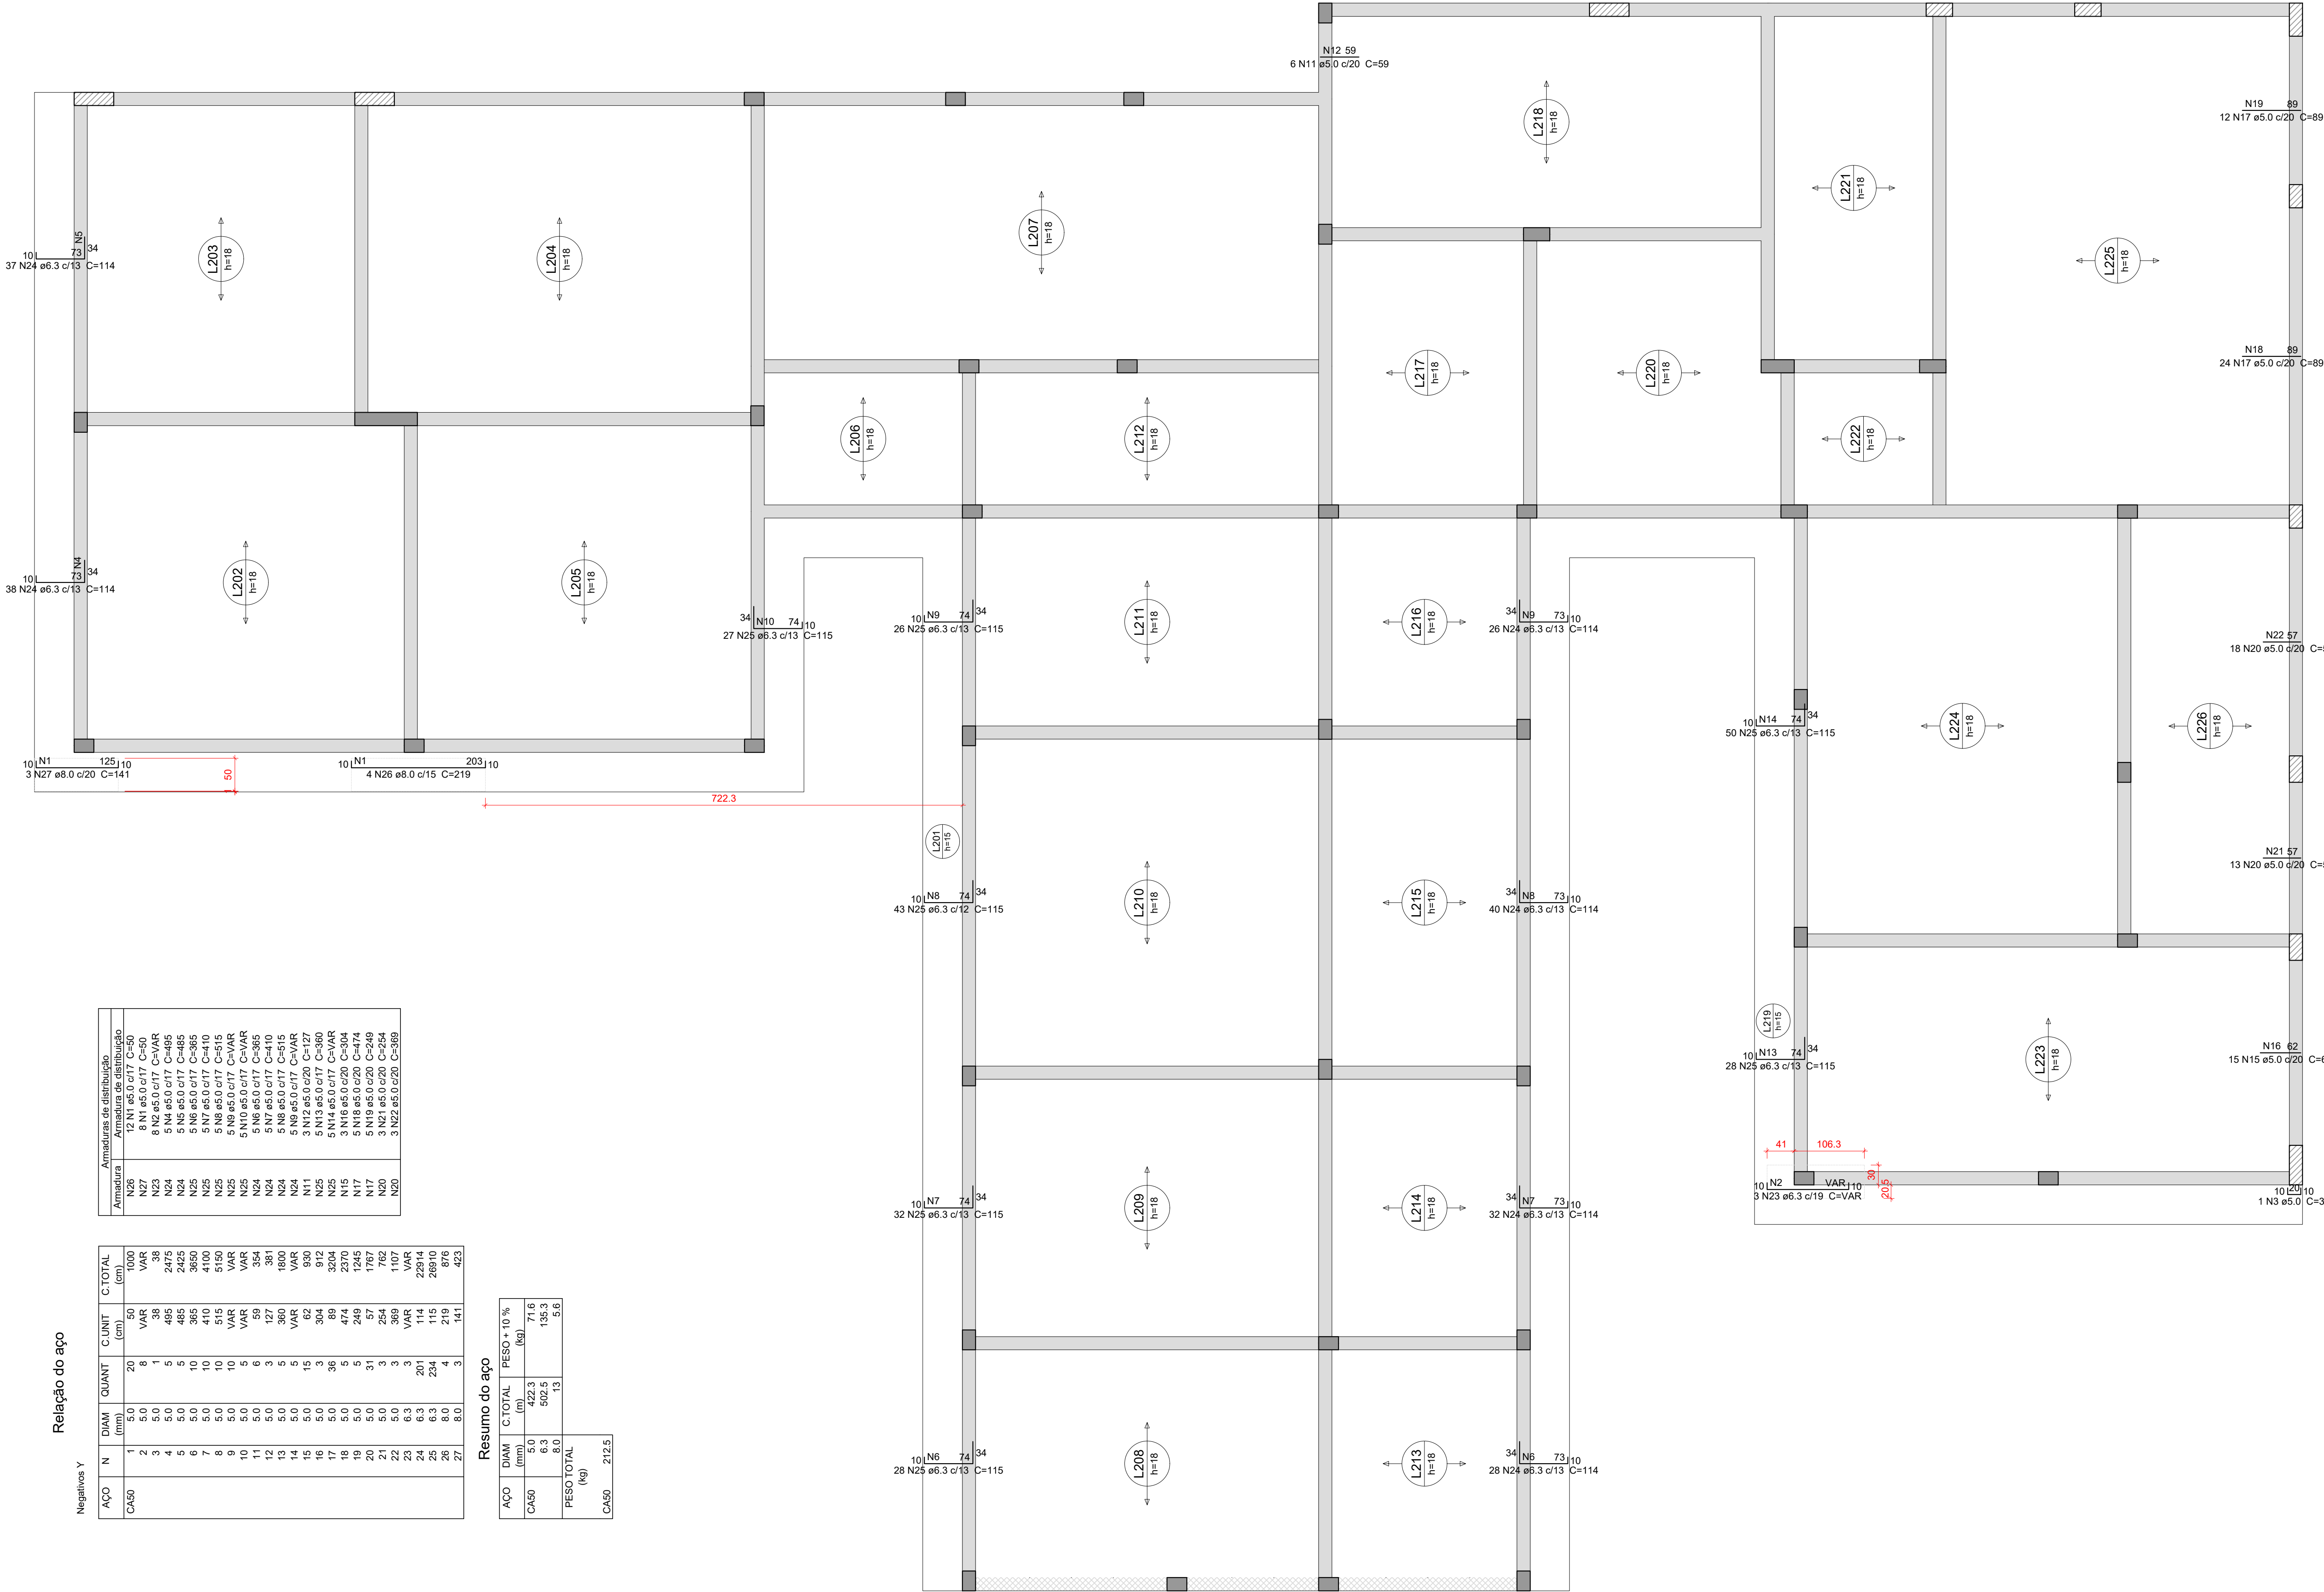 N12 59
6 N11 ø5.0 c/20 C=59
N19 89
12 N17 ø5.0 c/20 C=89
L218
h=18
L221
h=18
L207
h=18
L203
h=18
L204
h=18
L225
h=18
10 73 N5 34
37 N24 ø6.3 c/13 C=114
N18 89
24 N17 ø5.0 c/20 C=89
L217
h=18
L220
h=18
L206
h=18
L212
h=18
L222
h=18
10 73 N4 34
38 N24 ø6.3 c/13 C=114
L202
h=18
L205
h=18
34 N10 74 10
27 N25 ø6.3 c/13 C=115
10 N9 74 34
26 N25 ø6.3 c/13 C=115
L211
h=18
L216
h=18
34 N9 73 10
26 N24 ø6.3 c/13 C=114
N22 57
18 N20 ø5.0 c/20 C=
10 N14 74 34
50 N25 ø6.3 c/13 C=115
L224
h=18
L226
h=18
10 N1 125 10
3 N27 ø8.0 c/20 C=141
50
10 N1 203 10
4 N26 ø8.0 c/15 C=219
722.3
L201
h=15
N21 57
13 N20 ø5.0 c/20 C=
10 N8 74 34
43 N25 ø6.3 c/12 C=115
L210
h=18
L215
h=18
34 N8 73 10
40 N24 ø6.3 c/13 C=114
L219
h=15
10 N13 74 34
28 N25 ø6.3 c/13 C=115
L223
h=18
N16 62
15 N15 ø5.0 c/20 C=6
41 106.3
30
20.5
10 N2 VAR 10
3 N23 ø6.3 c/19 C=VAR
10 20 10
1 N3 ø5.0 C=3
10 N7 74 34
32 N25 ø6.3 c/13 C=115
L209
h=18
L214
h=18
34 N7 73 10
32 N24 ø6.3 c/13 C=114
10 N6 74 34
28 N25 ø6.3 c/13 C=115
L208
h=18
L213
h=18
34 N6 73 10
28 N24 ø6.3 c/13 C=114
Armaduras de distribuição
Armadura Armadura de distribuição
N26 12 N1 ø5.0 c/17 C=50
N27 8 N1 ø5.0 c/17 C=50
N23 8 N2 ø5.0 c/17 C=VAR
N24 5 N4 ø5.0 c/17 C=495
N24 5 N5 ø5.0 c/17 C=485
N25 5 N6 ø5.0 c/17 C=365
N25 5 N7 ø5.0 c/17 C=410
N25 5 N8 ø5.0 c/17 C=515
N25 5 N9 ø5.0 c/17 C=VAR
N25 5 N10 ø5.0 c/17 C=VAR
N24 5 N6 ø5.0 c/17 C=365
N24 5 N7 ø5.0 c/17 C=410
N24 5 N8 ø5.0 c/17 C=515
N24 5 N9 ø5.0 c/17 C=VAR
N11 3 N12 ø5.0 c/20 C=127
N25 5 N13 ø5.0 c/17 C=360
N25 5 N14 ø5.0 c/17 C=VAR
N15 3 N16 ø5.0 c/20 C=304
N17 5 N18 ø5.0 c/20 C=474
N17 5 N19 ø5.0 c/20 C=249
N20 3 N21 ø5.0 c/20 C=254
N20 3 N22 ø5.0 c/20 C=369
Relação do aço
Negativos Y
AÇO N DIAM (mm) QUANT C.UNIT (cm) C.TOTAL (cm)
CA50 1 5.0 20 50 1000
2 5.0 8 VAR VAR
3 5.0 1 38 38
4 5.0 5 495 2475
5 5.0 5 485 2425
6 5.0 10 365 3650
7 5.0 10 410 4100
8 5.0 10 515 5150
9 5.0 10 VAR VAR
10 5.0 5 VAR VAR
11 5.0 6 59 354
12 5.0 3 127 381
13 5.0 5 360 1800
14 5.0 5 VAR VAR
15 5.0 15 62 930
16 5.0 3 304 912
17 5.0 36 89 3204
18 5.0 5 474 2370
19 5.0 5 249 1245
20 5.0 31 57 1767
21 5.0 3 254 762
22 5.0 3 369 1107
23 6.3 3 VAR VAR
24 6.3 201 114 22914
25 6.3 234 115 26910
26 8.0 4 219 876
27 8.0 3 141 423
Resumo do aço
AÇO DIAM (mm) C.TOTAL (m) PESO + 10 % (kg)
CA50 5.0 422.3 71.6
6.3 502.5 135.3
8.0 13 5.6
PESO TOTAL
(kg)
CA50 212.5